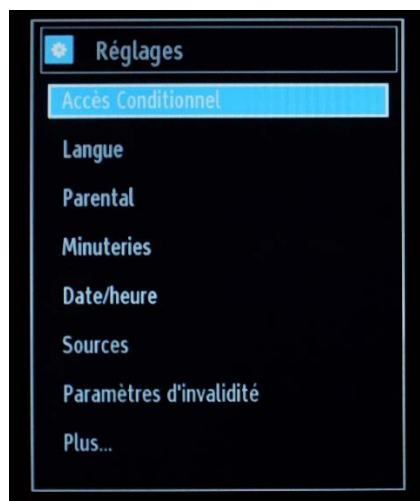 Réglages
Accès Conditionnel
Langue
Parental
Minuteries
Date/heure
Sources
Paramètres d'invalidité
Plus...